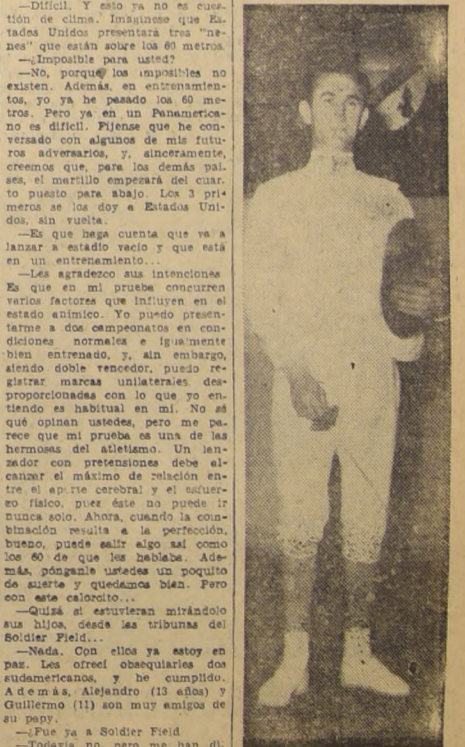 —Difícil. Y esto ya no es cues-
tión de clima. Imagínese que Es-
tados Unidos presentará tres "ne-
nes" que están sobre los 60 metros.
—¿Imposible para usted?
—No, porque los imposibles no
existen. Además, en entrenamien-
tos, yo ya he pasado los 60 me-
tros. Pero ya en un Panamerica-
no es difícil. Fíjense que he con-
versado con algunos de mis futu-
ros adversarios, y, sinceramente,
creemos que, para los demás paí-
ses, el martillo empezará del cuar-
to puesto para abajo. Los 3 pri-
meros se los doy a Estados Uni-
dos, sin vuelta.
—Es que haga cuenta que va a
lanzar a estadio vacío y que está
en un entrenamiento...
—Les agradezco sus intenciones
Es que en mi prueba concurren
varios factores que influyen en el
estado anímico. Yo puedo presen-
tarme a dos campeonatos en con-
diciones normales e igualmente
bien entrenado, y, sin embargo,
siendo doble vencedor, puedo re-
gistrar marcas unilaterales des-
proporcionadas con lo que yo en-
tiendo es habitual en mí. No sé
qué opinan ustedes, pero me pa-
rece que mi prueba es una de las
hermosas del atletismo. Un lan-
zador con pretensiones debe al-
canzar el máximo de relación en-
tre el aporte cerebral y el esfuer-
zo físico, pues éste no puede ir
nunca solo. Ahora, cuando la com-
binación resulta a la perfección,
bueno, puede salir algo así como
los 60 de que les hablaba. Ade-
más, pónganle ustedes un poquito
de suerte y quedamos bien. Pero
con este calorcito...
—Quizá si estuvieran mirándolo
sus hijos, desde las tribunas del
Soldier Field...
—Nada. Con ellos ya estoy en
paz. Les ofrecí obsequiarles dos
sudamericanos, y he cumplido.
Además, Alejandro (13 años) y
Guillermo (11) son muy amigos de
su papy.
—¿Fue ya a Soldier Field
—Todavía no, pero me han di-